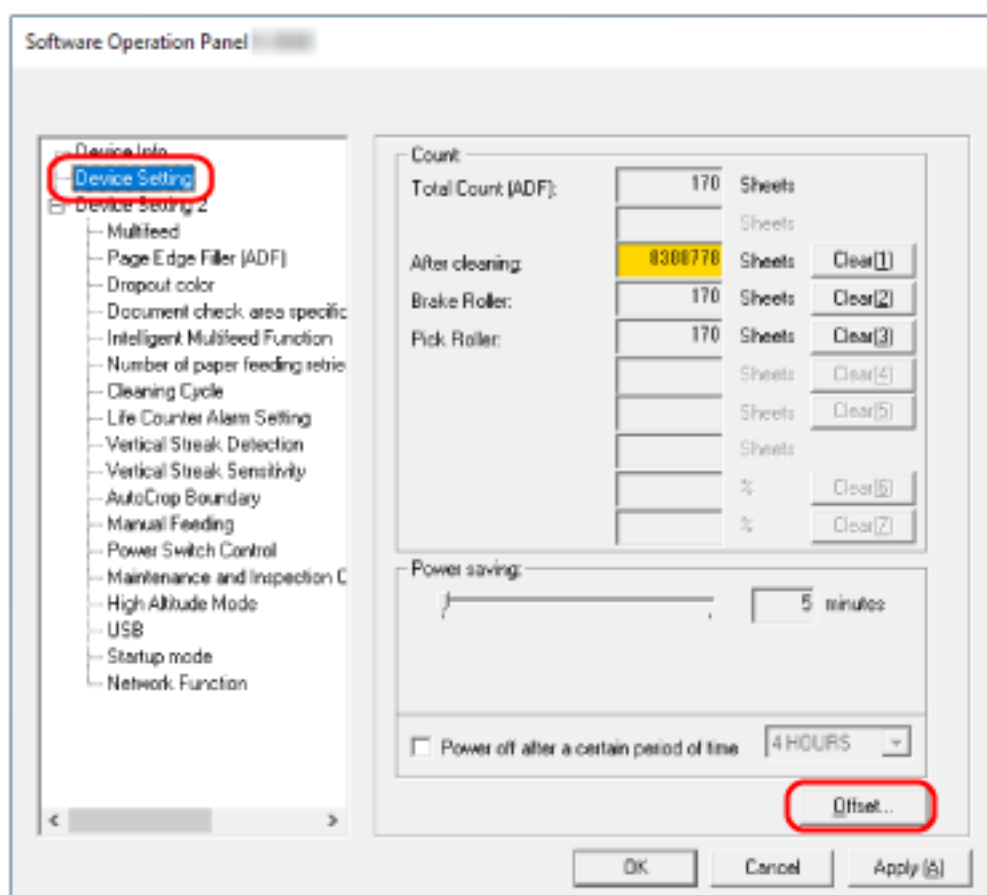 Software Operation Panel
Device Info
Device Setting
Device Setting 2
Multifeed
Page Edge Filler (ADF)
Dropout color
Document check area specific
Intelligent Multifeed Function
Number of paper feeding retrie
Cleaning Cycle
Life Counter Alarm Setting
Vertical Streak Detection
Vertical Streak Sensitivity
AutoCrop Boundary
Manual Feeding
Power Switch Control
Maintenance and Inspection C
High Altitude Mode
USB
Startup mode
Network Function
Count
Total Count (ADF): 170 Sheets
Sheets
After cleaning: 8388778 Sheets Clear[1]
Brake Roller: 170 Sheets Clear[2]
Pick Roller: 170 Sheets Clear[3]
Sheets Clear[4]
Sheets Clear[5]
Sheets
% Clear[6]
% Clear[7]
Power saving:
5 minutes
Power off after a certain period of time 4 HOURS
Offset...
OK Cancel Apply (A)